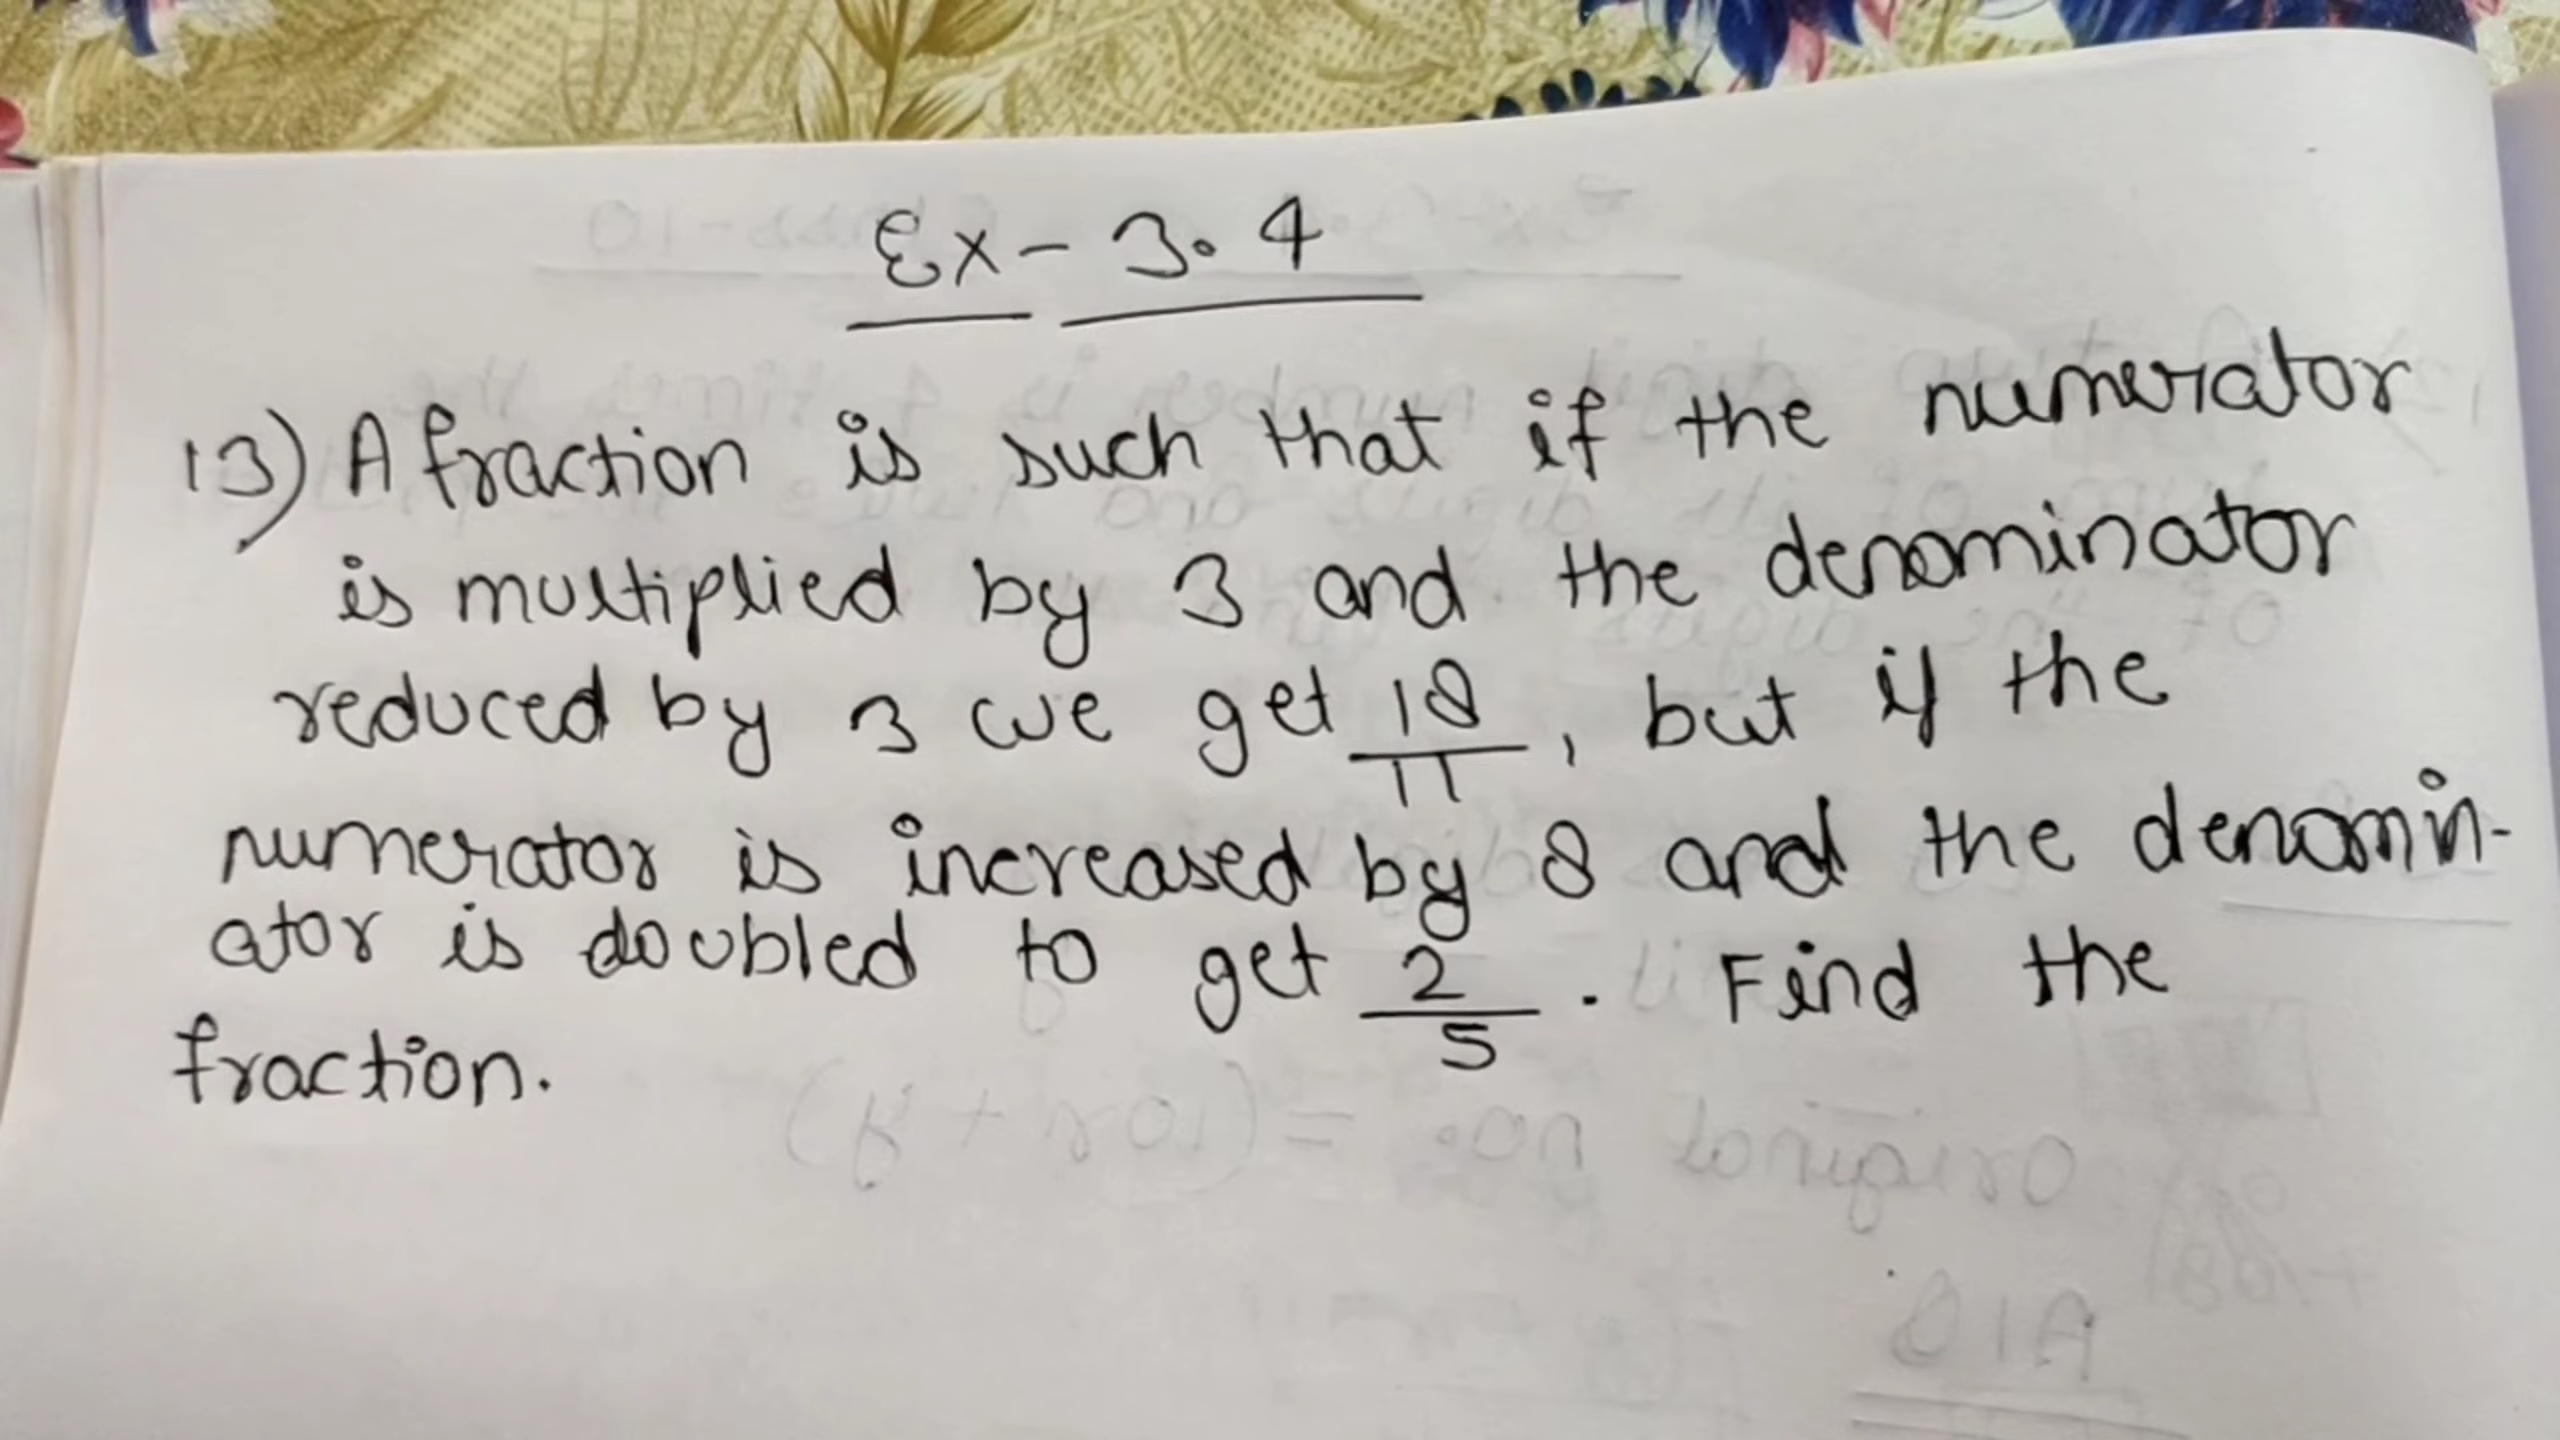 Ex - 3.4
13) A fraction is such that if the numerator
is multiplied by 3 and the denominator
reduced by 3 we get 18/11, but if the
numerator is increased by 8 and the denomin-
ator is doubled to get 2/5. Find the
fraction.